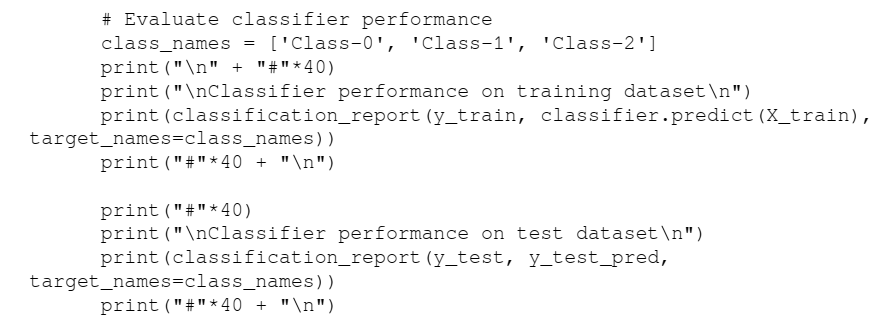 # Evaluate classifier performance
class_names = ['Class-0', 'Class-1', 'Class-2']
print("\n" + "#"*40)
print("\nClassifier performance on training dataset\n")
print(classification_report(y_train, classifier.predict(X_train),
target_names=class_names))
print("#"*40 + "\n")
print("#"*40)
print("\nClassifier performance on test dataset\n")
print(classification_report(y_test, y_test_pred,
target_names=class_names))
print("#"*40 + "\n")